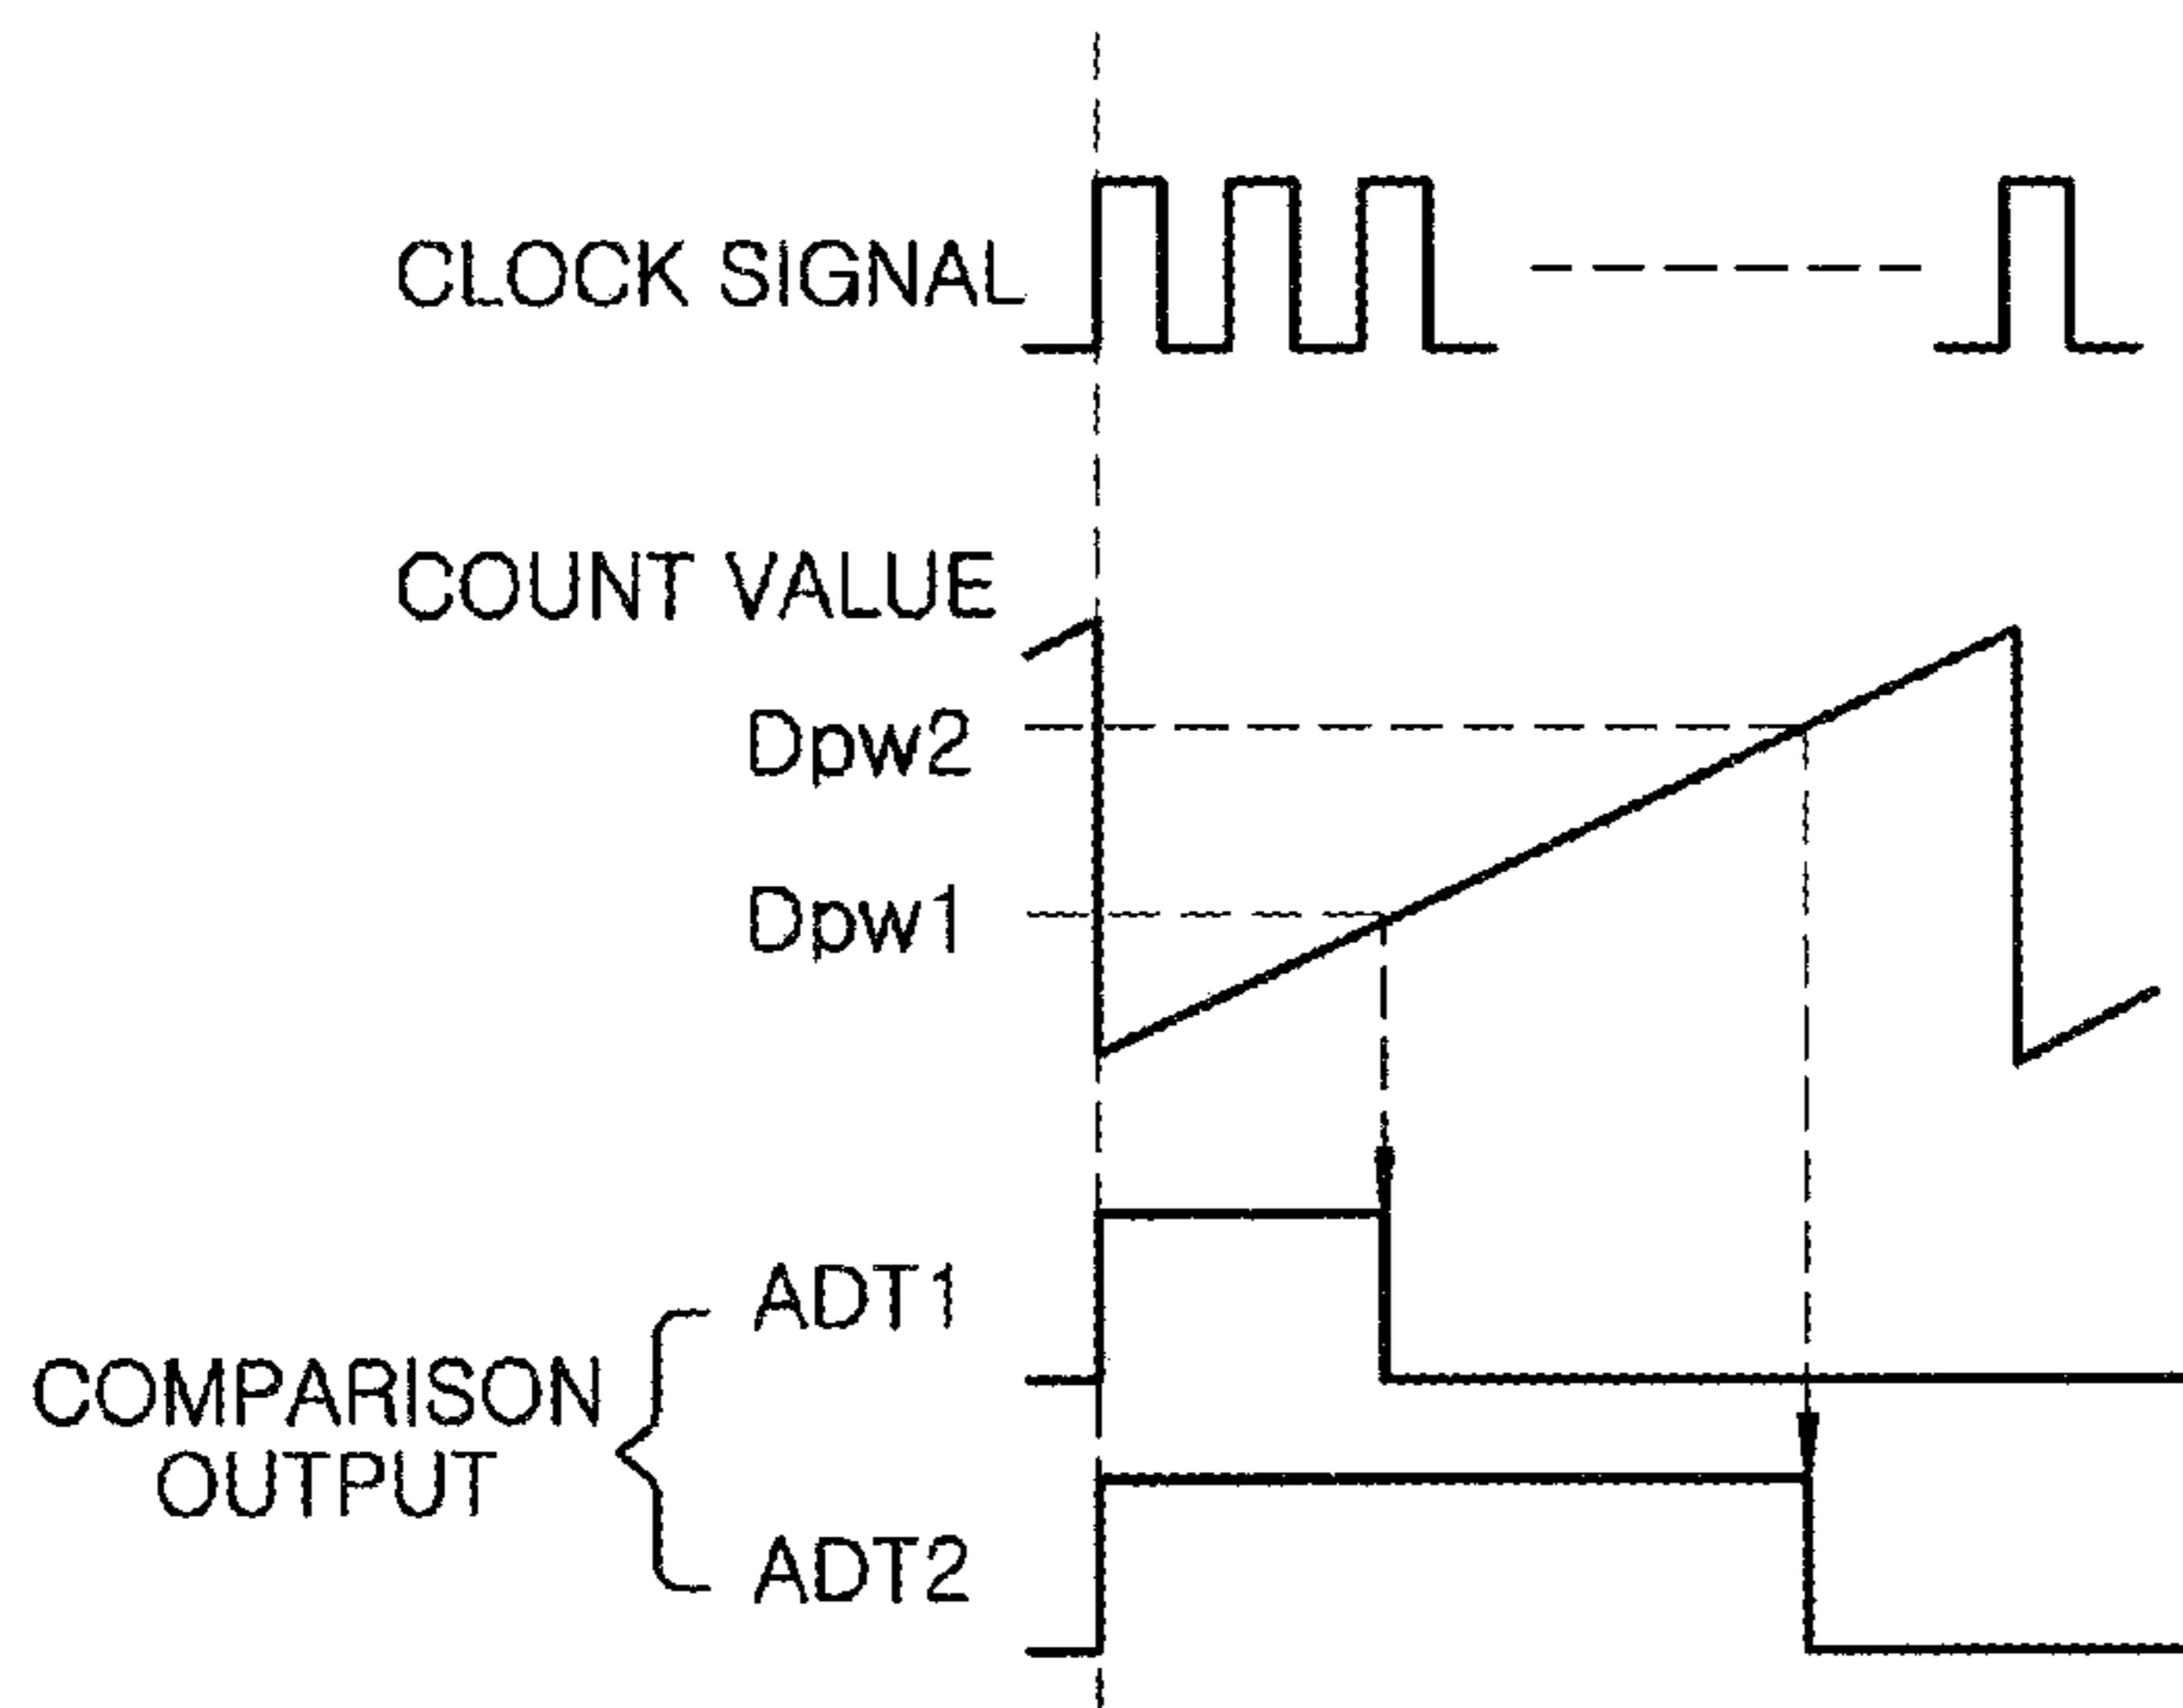 CLOCK SIGNAL
COUNT VALUE
Dpw2
Dpw1
ADT1
COMPARISON
OUTPUT
ADT2